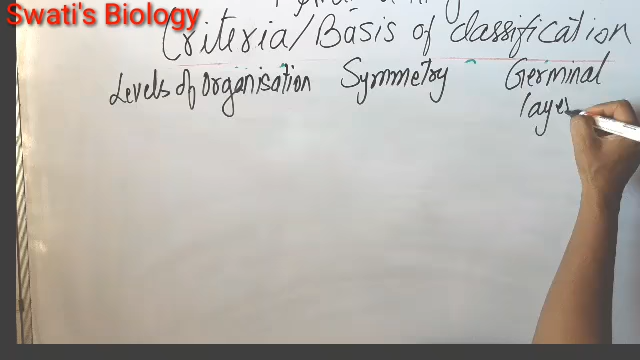 Swati's Biology
Criteria/Basis of classification
Levels of Organisation Symmetry Germinal
layer